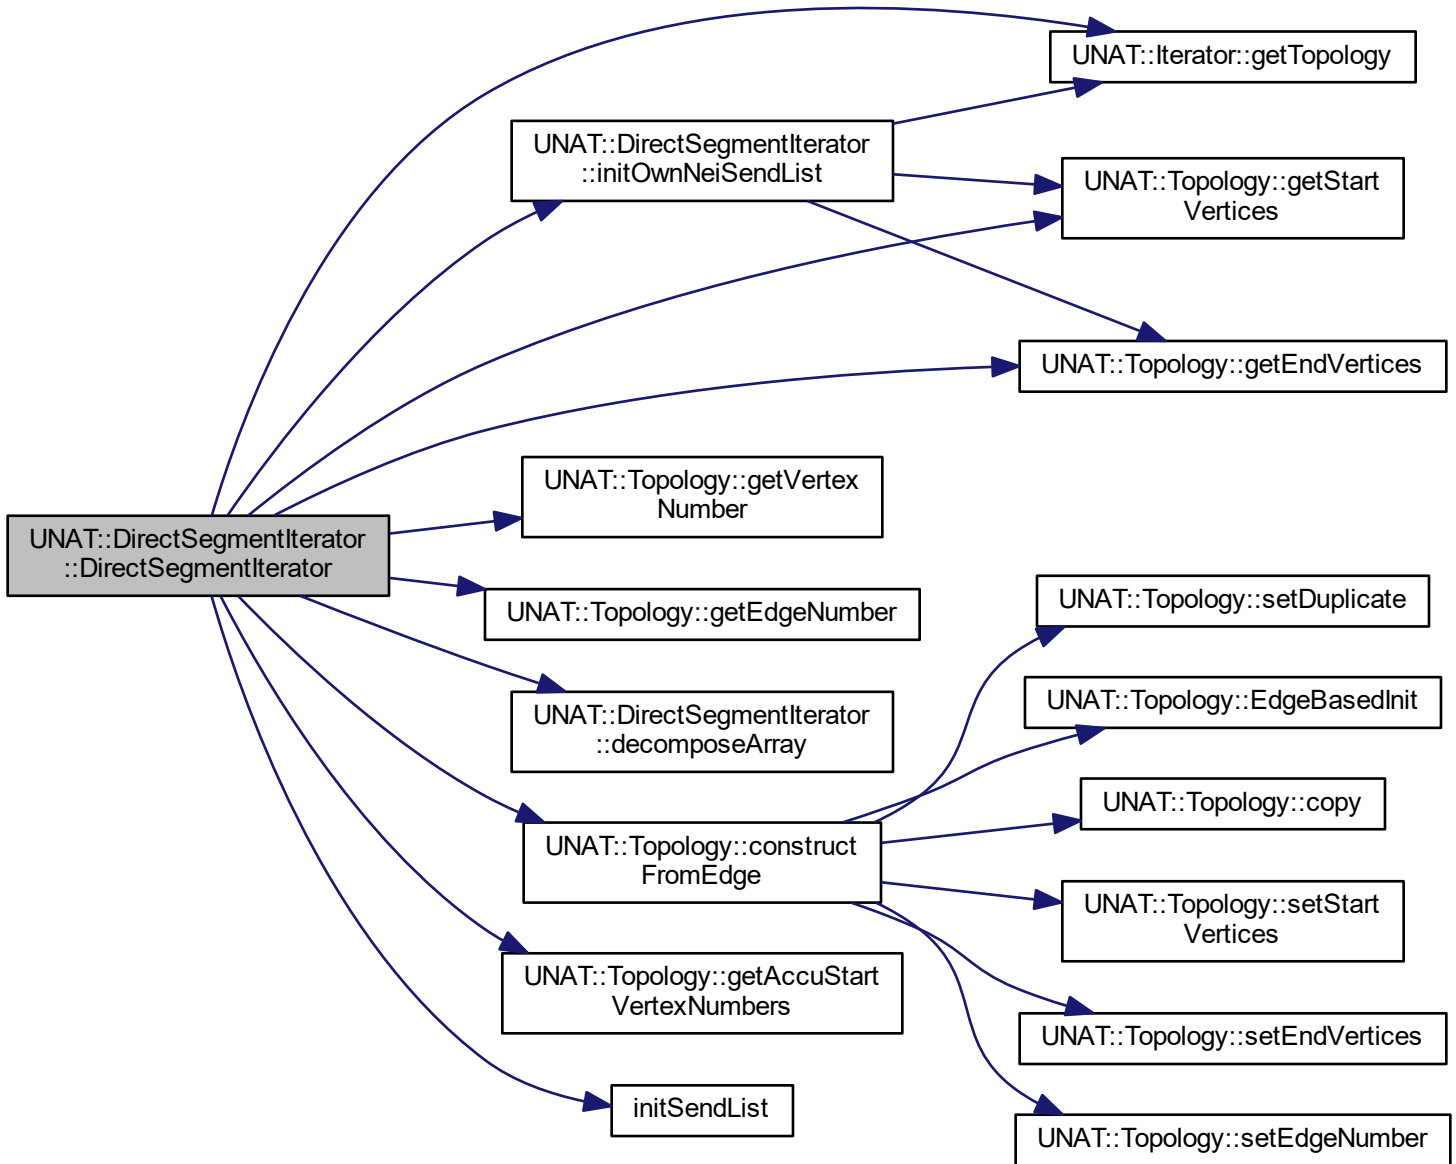 UNAT::Iterator::getTopology
UNAT::DirectSegmentIterator
::initOwnNeiSendList
UNAT::Topology::getStart
Vertices
UNAT::Topology::getEndVertices
UNAT::Topology::getVertex
Number
UNAT::DirectSegmentIterator
::DirectSegmentIterator
UNAT::Topology::getEdgeNumber
UNAT::Topology::setDuplicate
UNAT::DirectSegmentIterator
::decomposeArray
UNAT::Topology::EdgeBasedInit
UNAT::Topology::copy
UNAT::Topology::construct
FromEdge
UNAT::Topology::setStart
Vertices
UNAT::Topology::getAccuStart
VertexNumbers
UNAT::Topology::setEndVertices
initSendList
UNAT::Topology::setEdgeNumber